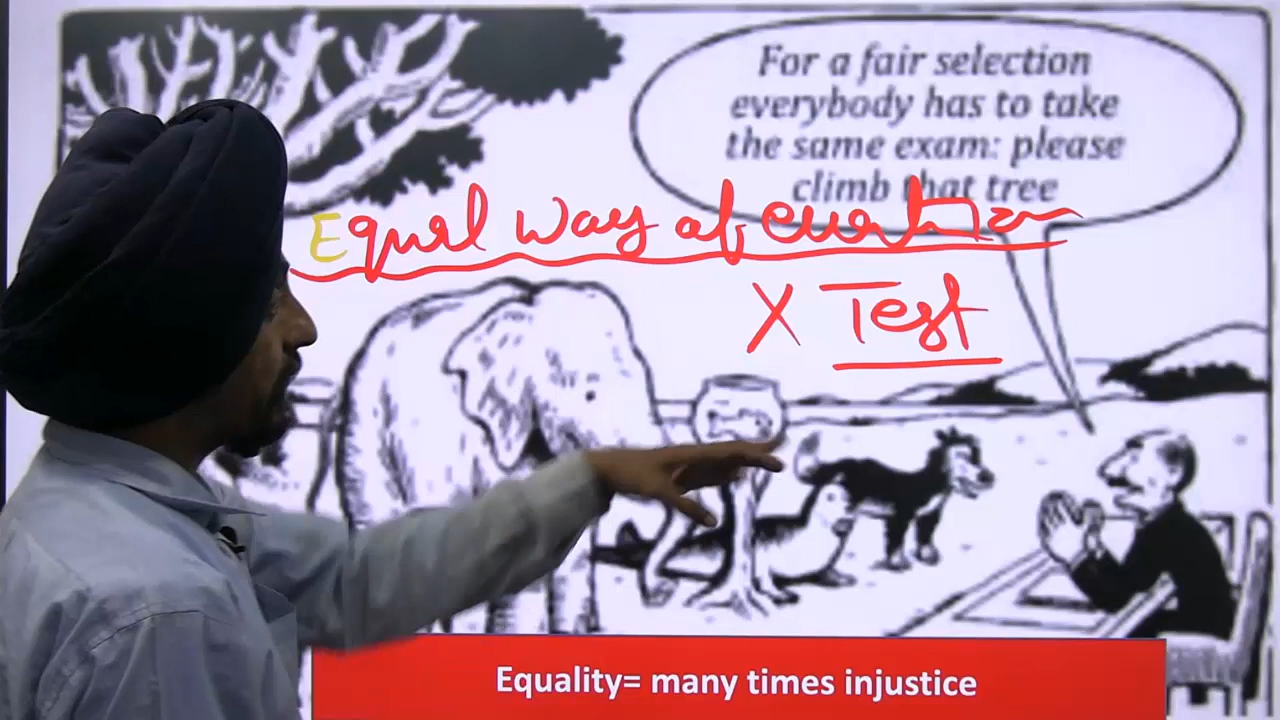 For a fair selection
everybody has to take
the same exam: please
climb that tree
Equal way of
X Test
Equality= many times injustice